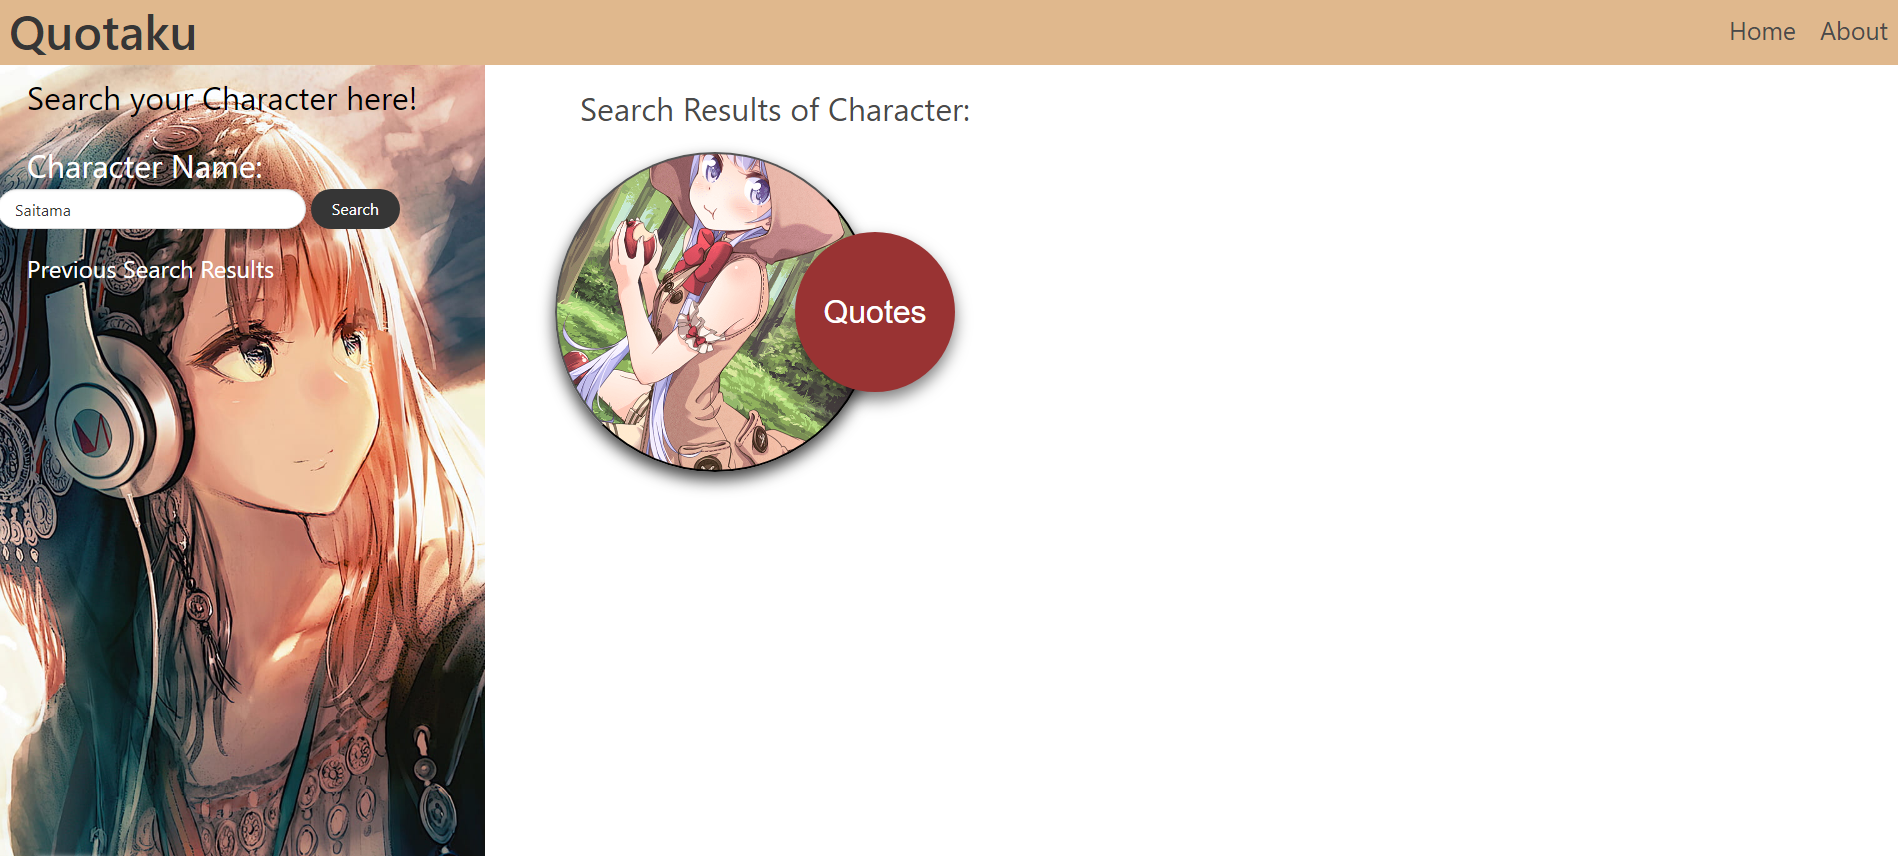 Quotaku
Home About
Search your Character here!
Character Name:
Saitama
Search
Previous Search Results
Search Results of Character:
Quotes